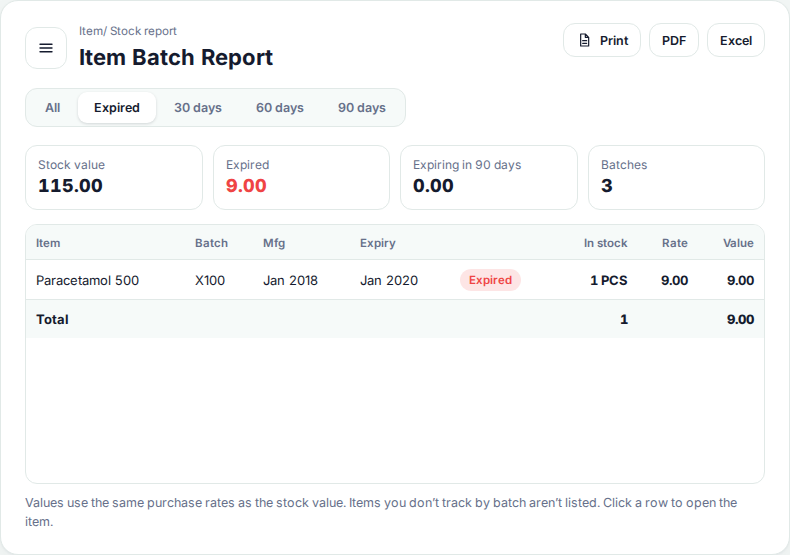 Item/ Stock report
Item Batch Report
Print
PDF
Excel
All
Expired
30 days
60 days
90 days
Stock value
115.00
Expired
9.00
Expiring in 90 days
0.00
Batches
3
Item Batch Mfg Expiry In stock Rate Value
Paracetamol 500 X100 Jan 2018 Jan 2020 Expired 1 PCS 9.00 9.00
Total 1 9.00
Values use the same purchase rates as the stock value. Items you don't track by batch aren't listed. Click a row to open the
item.